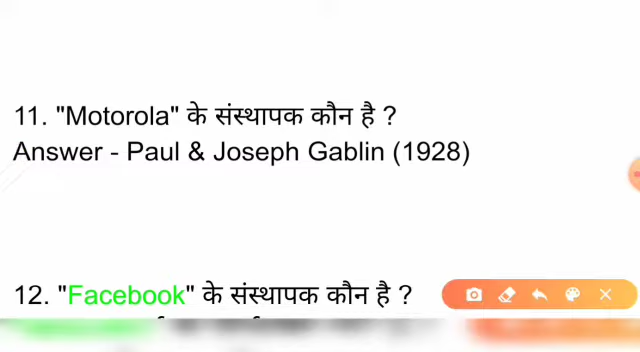 11. "Motorola" के संस्थापक कौन है ?
Answer - Paul & Joseph Gablin (1928)
12. "Facebook" के संस्थापक कौन है ?